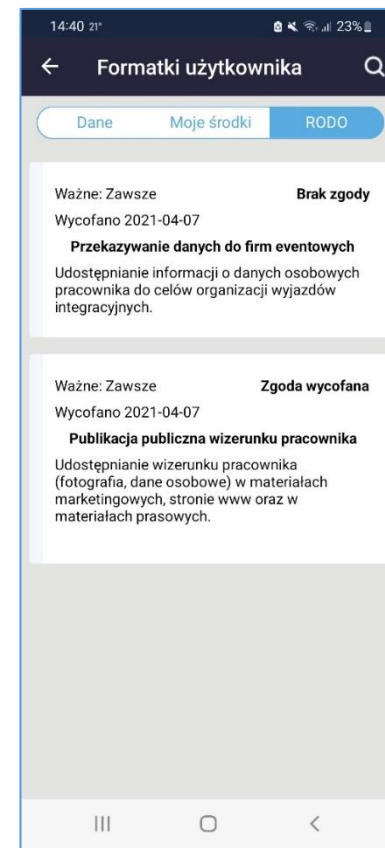 14:40 21° 23%
Formatki użytkownika
Dane Moje środki RODO
Ważne: Zawsze Brak zgody
Wycofano 2021-04-07
Przekazywanie danych do firm eventowych
Udostępnianie informacji o danych osobowych
pracownika do celów organizacji wyjazdów
integracyjnych.
Ważne: Zawsze Zgoda wycofana
Wycofano 2021-04-07
Publikacja publiczna wizerunku pracownika
Udostępnianie wizerunku pracownika
(fotografia, dane osobowe) w materiałach
marketingowych, stronie www oraz w
materiałach prasowych.